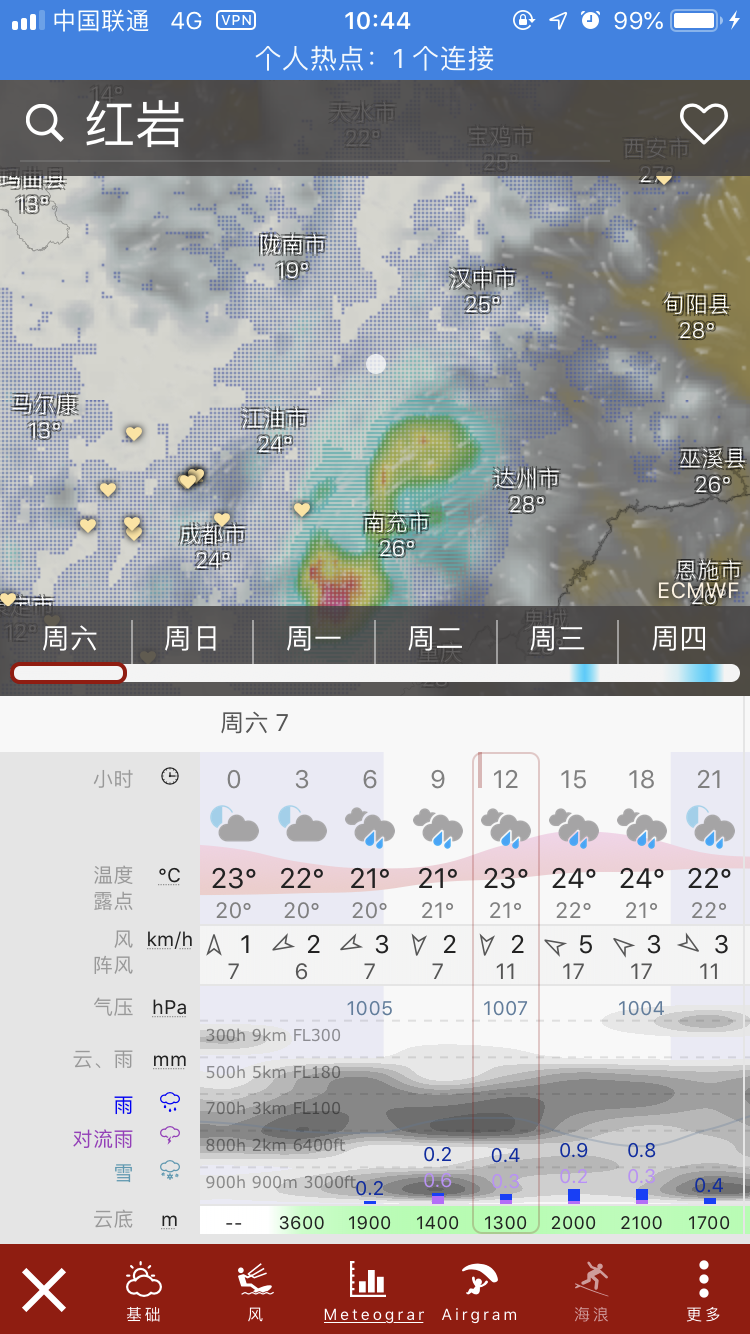 中国联通 4G VPN 10:44 99%
个人热点：1 个连接
14°
红岩
天水市
22°
宝鸡市
25°
西安市
27°
玛曲县
13°
陇南市
19°
汉中市
25°
旬阳县
28°
马尔康
13°
江油市
24°
达州市
28°
巫溪县
26°
成都市
24°
南充市
26°
恩施市
ECMWF
12°
重庆
周六 周日 周一 周二 周三 周四
周六 7
小时 0 3 6 9 12 15 18 21
温度 °C 23° 22° 21° 21° 23° 24° 24° 22°
露点 20° 20° 20° 21° 21° 22° 21° 22°
风 km/h 1 2 3 2 2 5 3 3
阵风 7 6 7 7 11 17 17 11
气压 hPa 1005 1007 1004
300h 9km FL300
云、雨 mm
500h 5km FL180
雨 700h 3km FL100
对流雨
800h 2km 6400ft
0.2 0.4 0.9 0.8
雪
900h 900m 3000ft 0.2 0.6 0.3 0.2 0.3 0.4
云底 m -- 3600 1900 1400 1300 2000 2100 1700
基础 风 Meteograr Airgram 海浪 更多